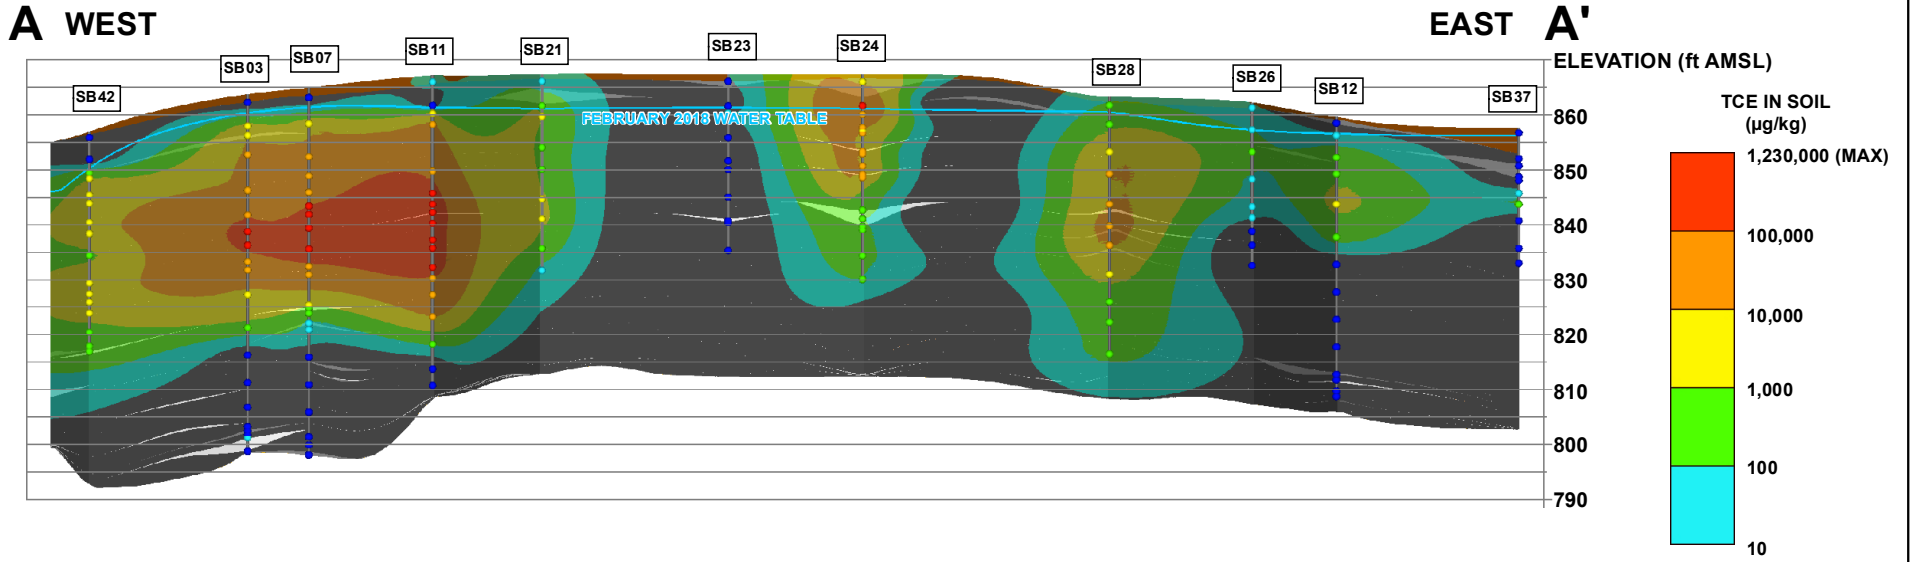 A WEST
EAST A'
SB42
SB03
SB07
SB11
SB21
SB23
SB24
SB28
SB26
SB12
SB37
FEBRUARY 2018 WATER TABLE
ELEVATION (ft AMSL)
860
850
840
830
820
810
800
790
TCE IN SOIL
(µg/kg)
1,230,000 (MAX)
100,000
10,000
1,000
100
10